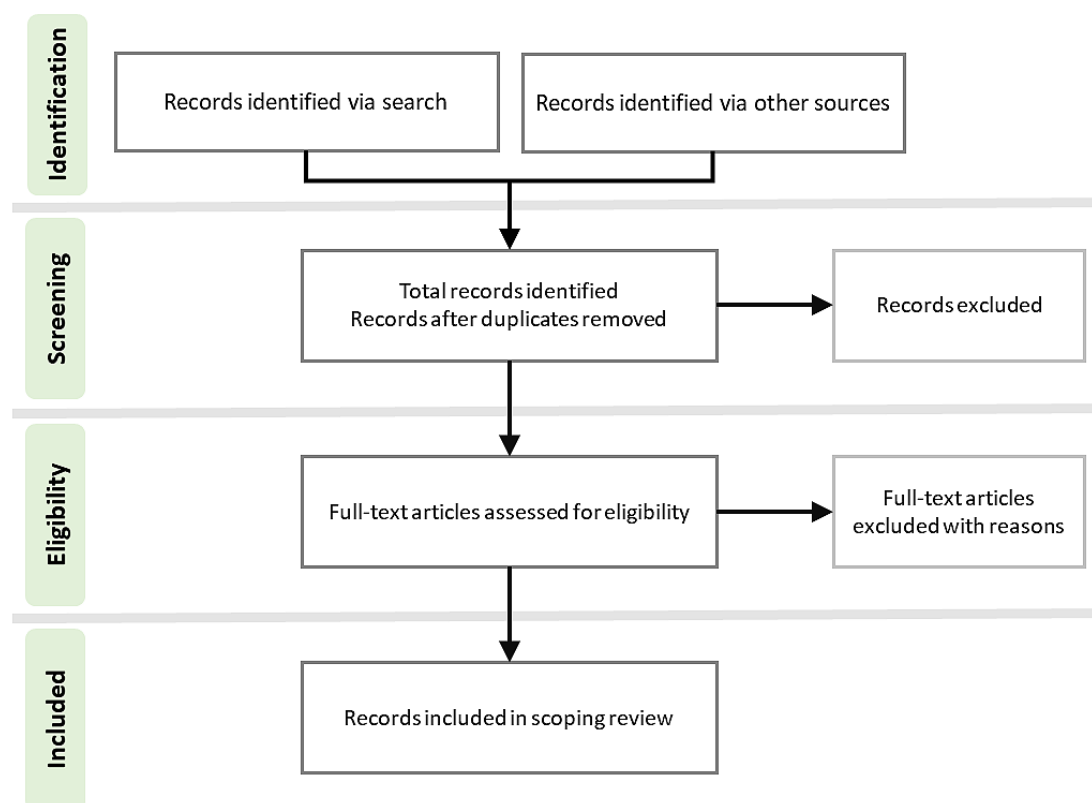 Identification
Records identified via search
Records identified via other sources
Screening
Total records identified
Records after duplicates removed
Records excluded
Eligibility
Full-text articles assessed for eligibility
Full-text articles
excluded with reasons
Included
Records included in scoping review